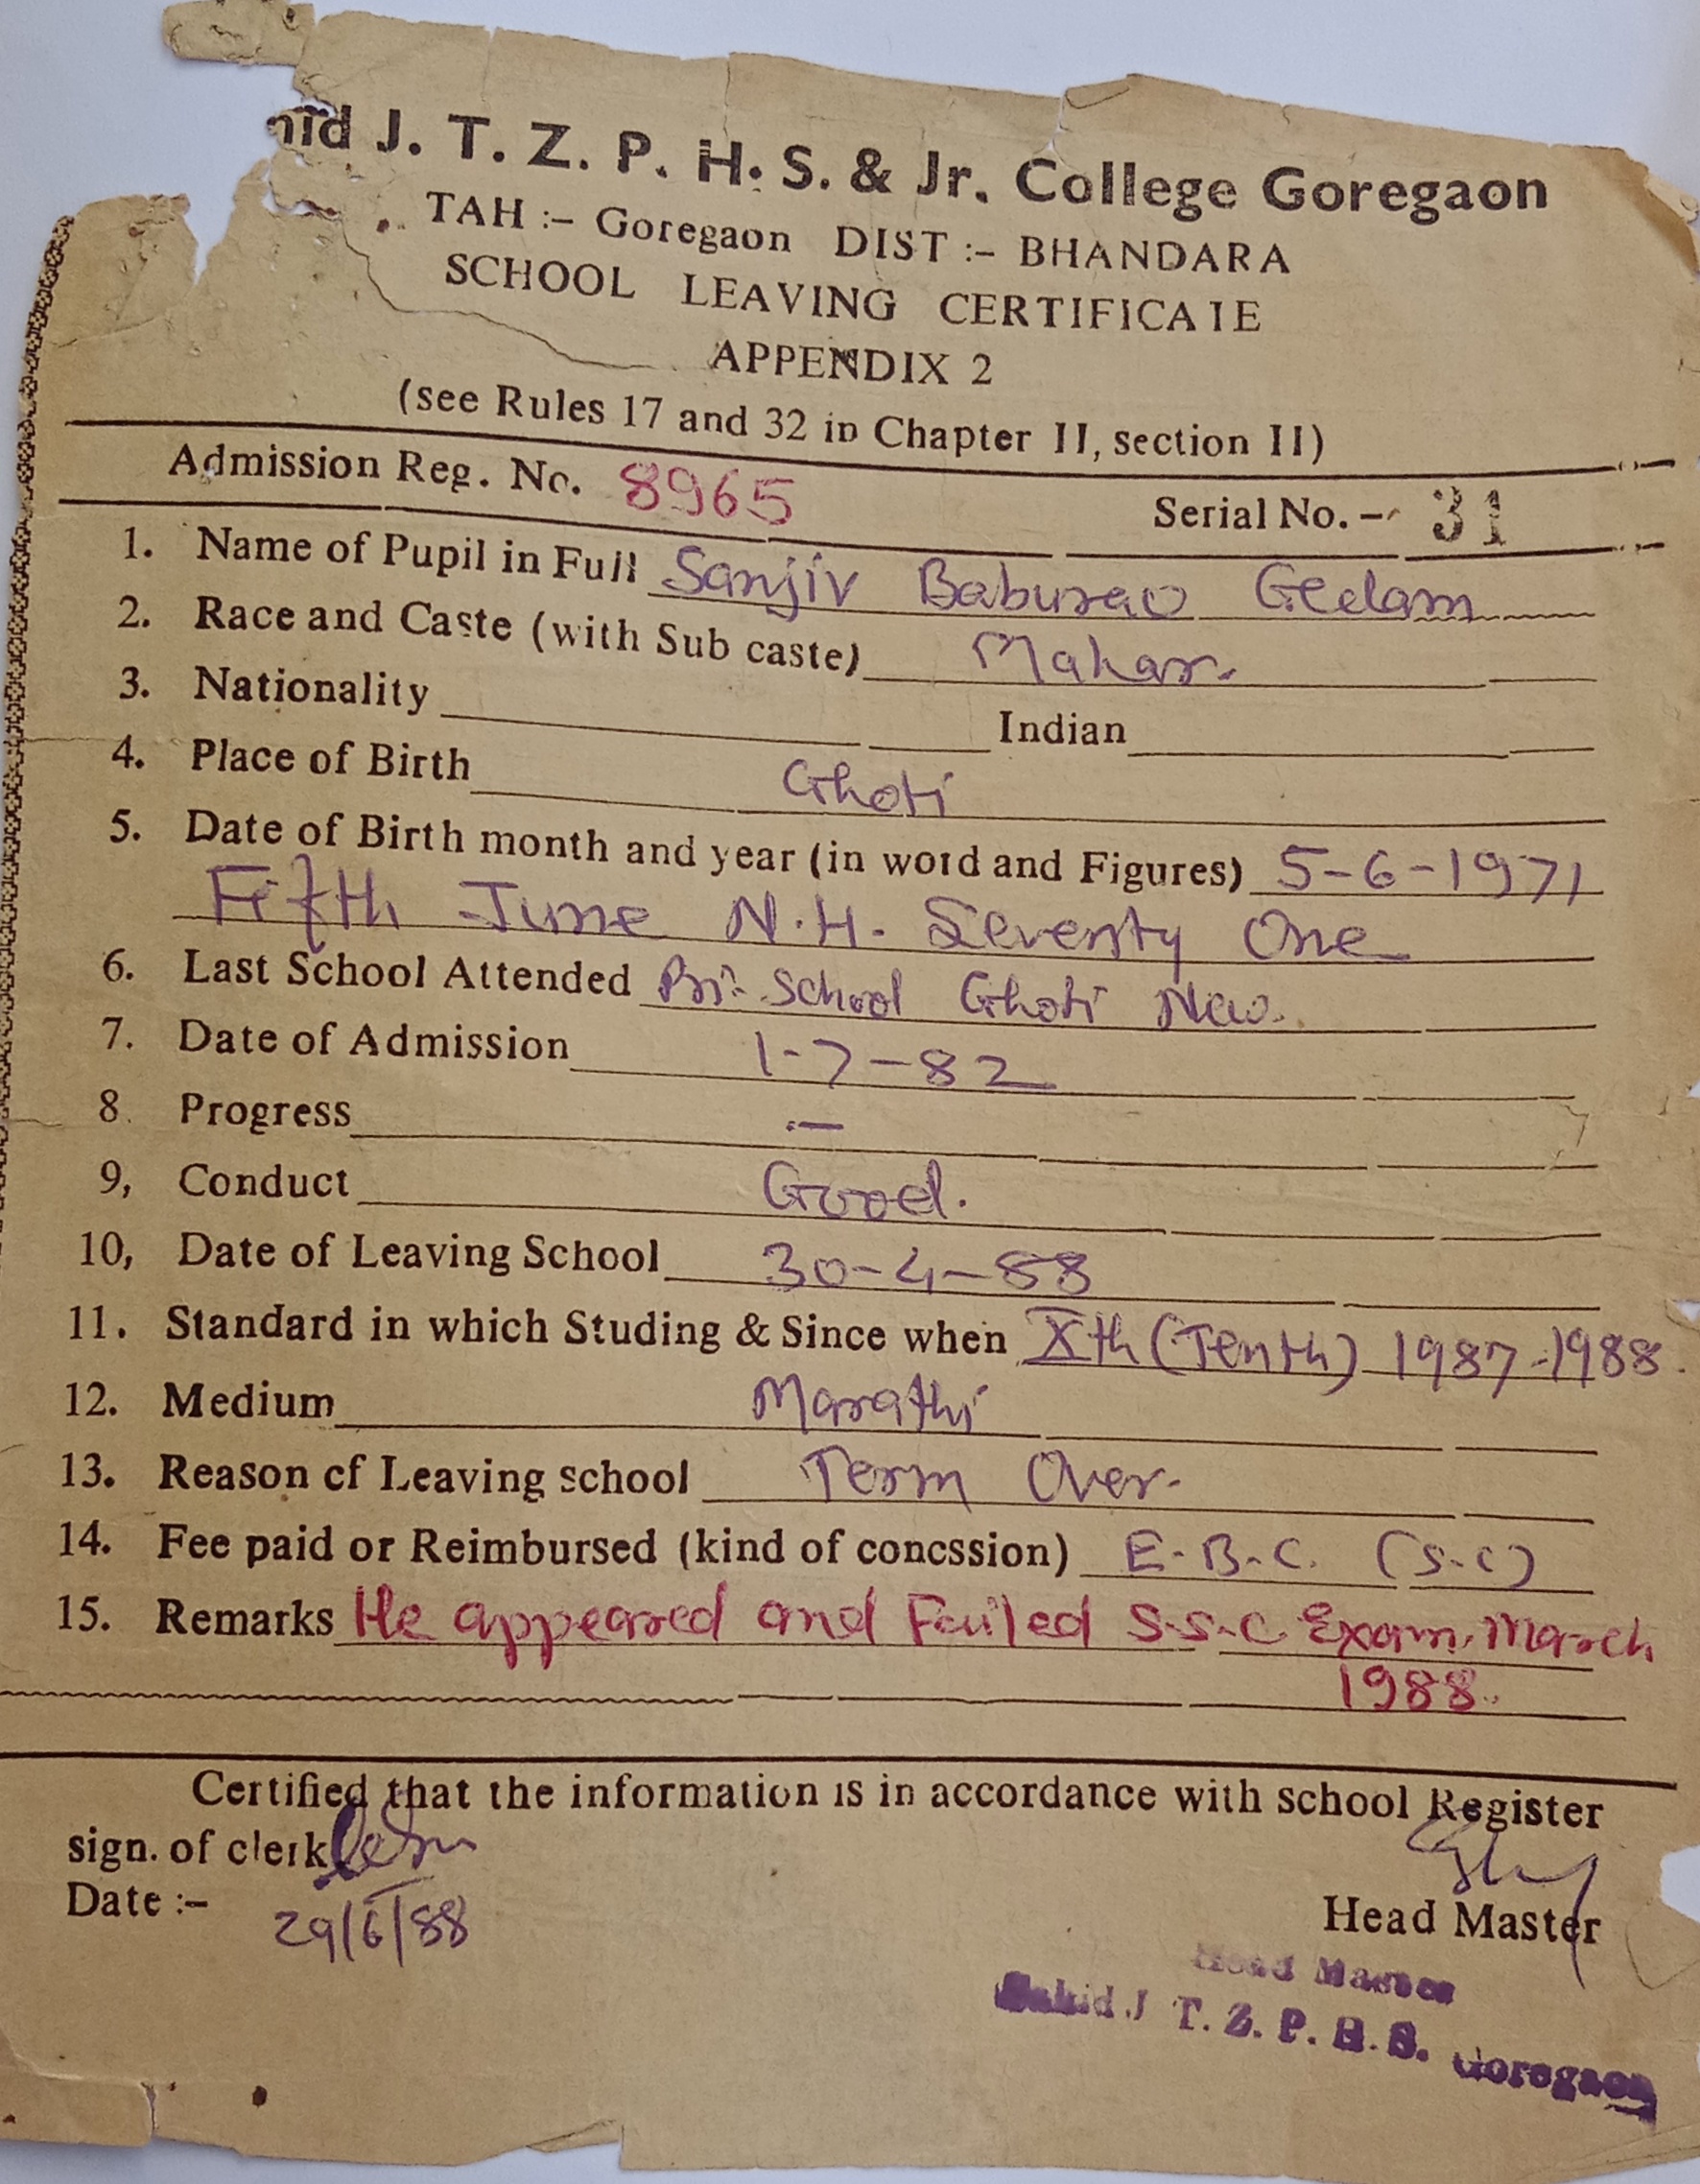 hid J. T. Z. P. H. S. & Jr. College Goregaon
TAH :- Goregaon DIST :- BHANDARA
SCHOOL LEAVING CERTIFICAIE
APPENDIX 2
(see Rules 17 and 32 in Chapter II, section II)
Admission Reg. No. 8965 Serial No. - 31
1. Name of Pupil in Full Sanjiv Baburao Gedam
2. Race and Caste (with Sub caste) Mahar.
3. Nationality Indian
4. Place of Birth Ghoti
5. Date of Birth month and year (in word and Figures) 5-6-1971
Fifth June N.H. Seventy One
6. Last School Attended Pri. School Ghoti New.
7. Date of Admission 1-7-82
8. Progress —
9, Conduct Good.
10, Date of Leaving School 30-4-88
11. Standard in which Studing & Since when Xth (Tenth) 1987-1988.
12. Medium Marathi
13. Reason cf Leaving school Term Over.
14. Fee paid or Reimbursed (kind of concssion) E.B.C. (S.C)
15. Remarks He appeared and Failed S.S.C Exam. March
1988.
Certified that the information is in accordance with school Register
sign. of clerk
Date :- 29/6/88
Head Master
Head Master
J T. Z. P. H. S. Goregaon